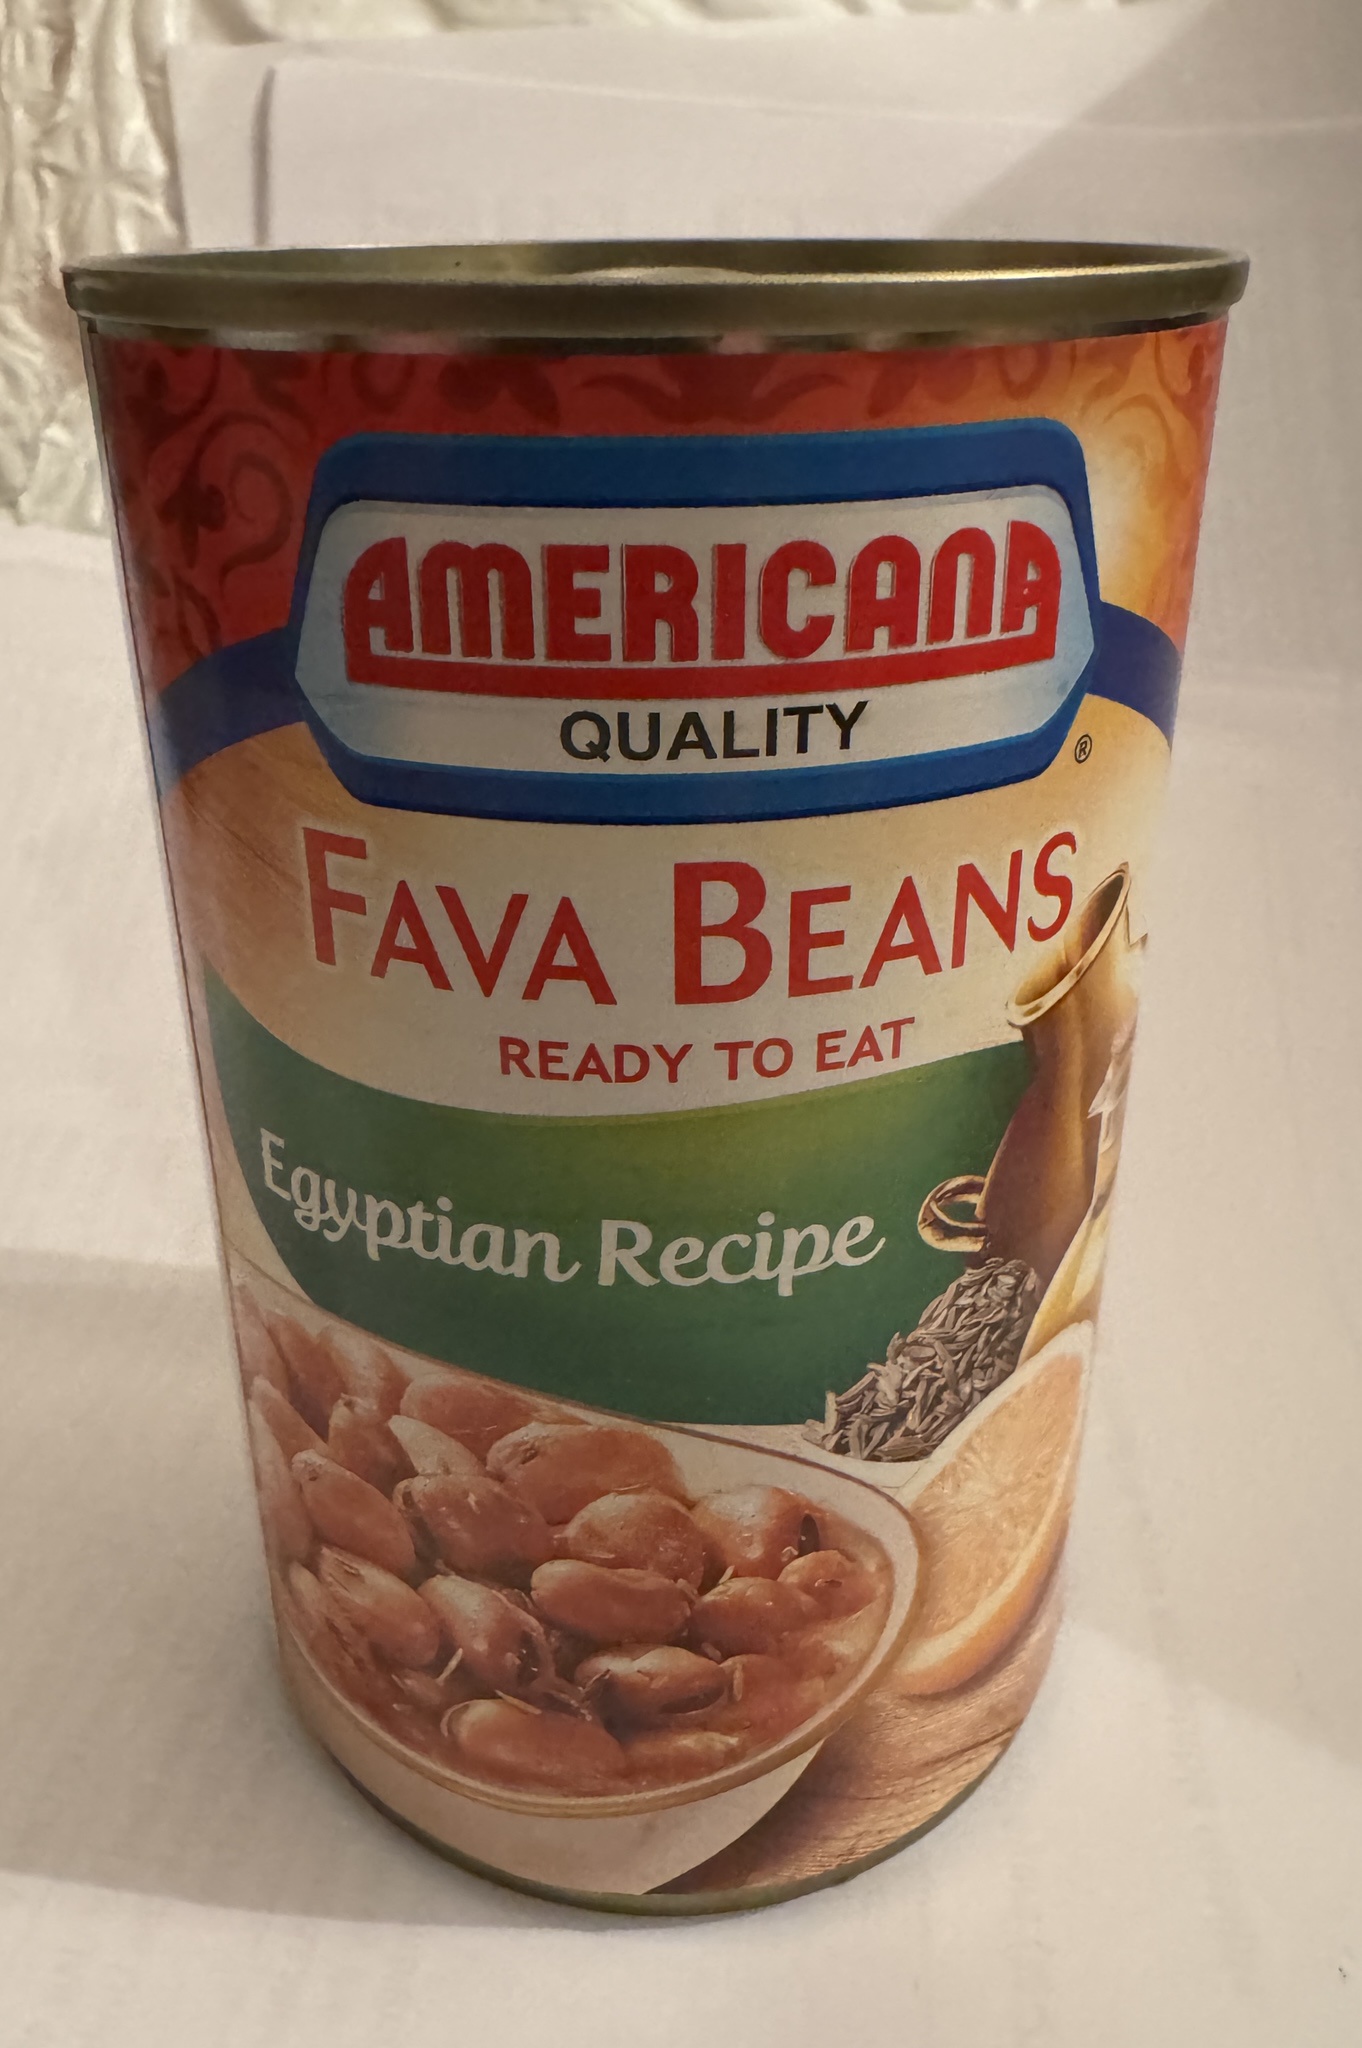 AMERICANA
QUALITY
®
FAVA BEANS
READY TO EAT
Egyptian Recipe